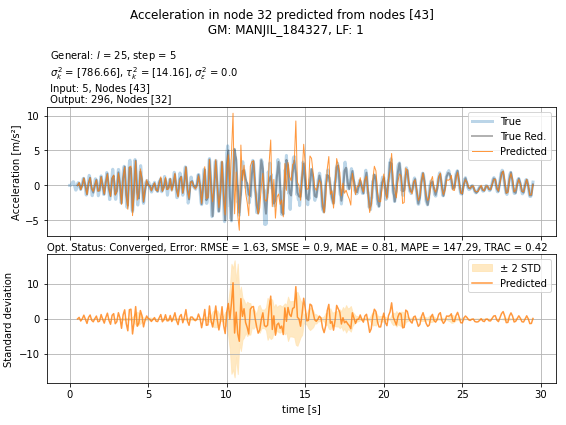 Acceleration in node 32 predicted from nodes [43]
GM: MANJIL_184327, LF: 1
General: l = 25, step = 5
σ²ₖ = [786.66], τ²ₖ = [14.16], σ²ε = 0.0
Input: 5, Nodes [43]
Output: 296, Nodes [32]
Acceleration [m/s²]
10
5
0
−5
True
True Red.
Predicted
Opt. Status: Converged, Error: RMSE = 1.63, SMSE = 0.9, MAE = 0.81, MAPE = 147.29, TRAC = 0.42
Standard deviation
10
0
−10
± 2 STD
Predicted
0 5 10 15 20 25 30
time [s]